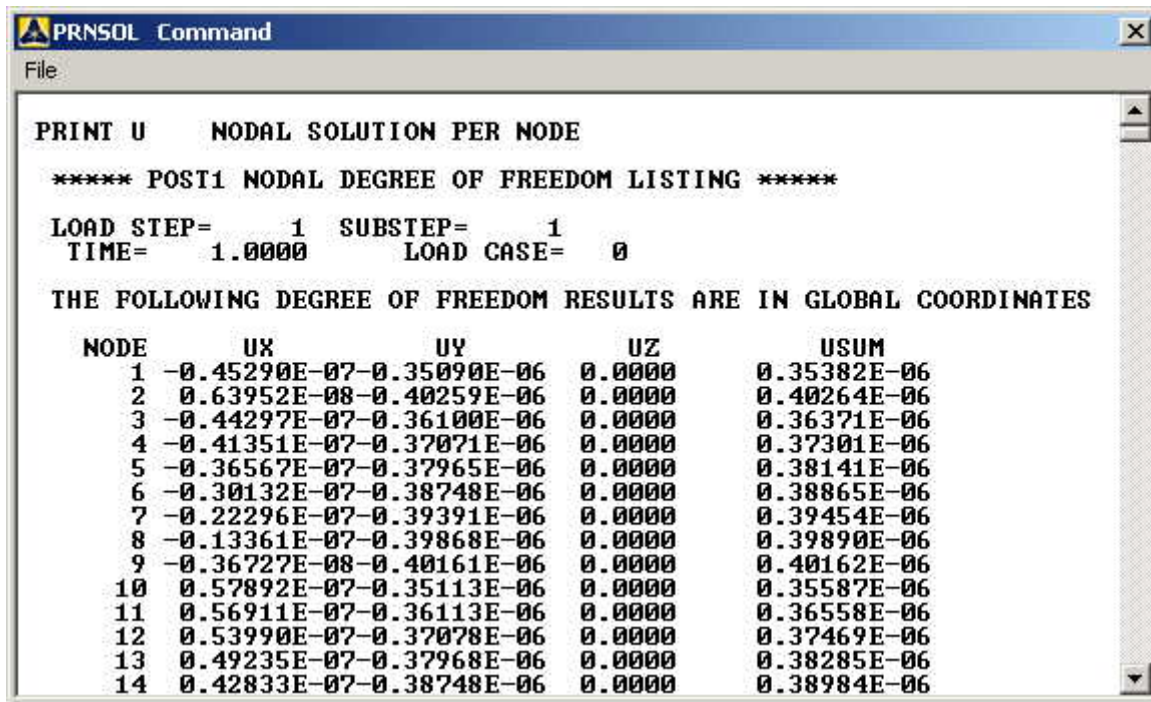 PRNSOL Command
File
PRINT U NODAL SOLUTION PER NODE
***** POST1 NODAL DEGREE OF FREEDOM LISTING *****
LOAD STEP= 1 SUBSTEP= 1
TIME= 1.0000 LOAD CASE= 0
THE FOLLOWING DEGREE OF FREEDOM RESULTS ARE IN GLOBAL COORDINATES
NODE UX UY UZ USUM
1 -0.45290E-07-0.35090E-06 0.0000 0.35382E-06
2 0.63952E-08-0.40259E-06 0.0000 0.40264E-06
3 -0.44297E-07-0.36100E-06 0.0000 0.36371E-06
4 -0.41351E-07-0.37071E-06 0.0000 0.37301E-06
5 -0.36567E-07-0.37965E-06 0.0000 0.38141E-06
6 -0.30132E-07-0.38748E-06 0.0000 0.38865E-06
7 -0.22296E-07-0.39391E-06 0.0000 0.39454E-06
8 -0.13361E-07-0.39868E-06 0.0000 0.39890E-06
9 -0.36727E-08-0.40161E-06 0.0000 0.40162E-06
10 0.57892E-07-0.35113E-06 0.0000 0.35587E-06
11 0.56911E-07-0.36113E-06 0.0000 0.36558E-06
12 0.53990E-07-0.37078E-06 0.0000 0.37469E-06
13 0.49235E-07-0.37968E-06 0.0000 0.38285E-06
14 0.42833E-07-0.38748E-06 0.0000 0.38984E-06